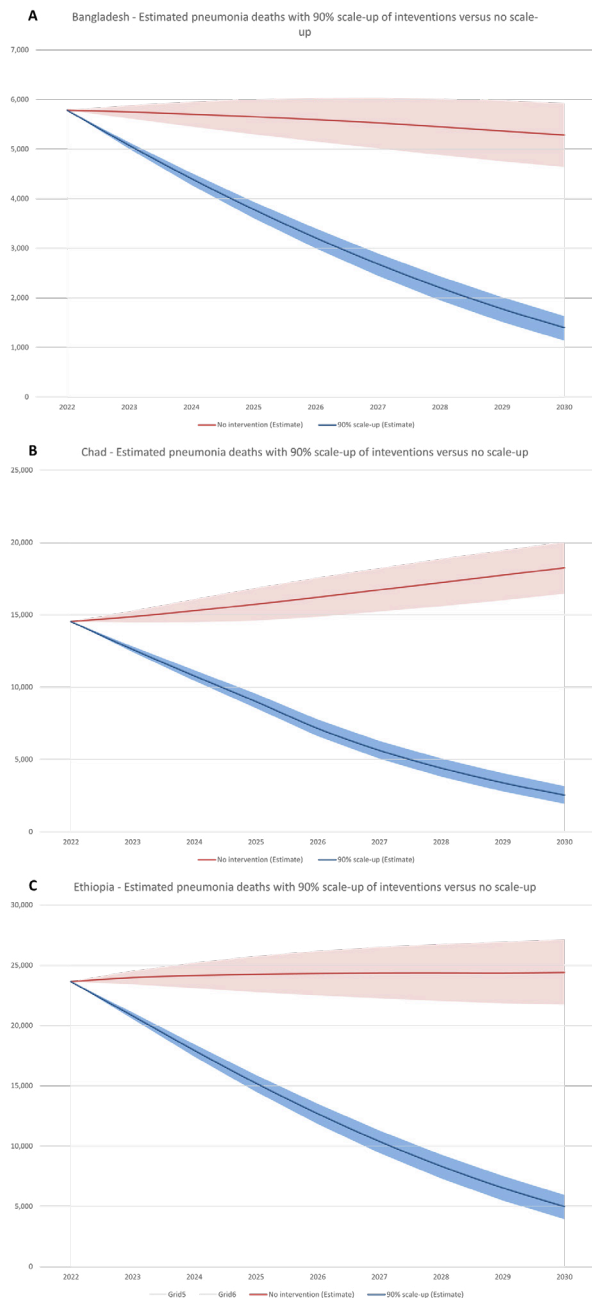 A
Bangladesh - Estimated pneumonia deaths with 90% scale-up of inteventions versus no scale-
up
7,000
6,000
5,000
4,000
3,000
2,000
1,000
0
2022 2023 2024 2025 2026 2027 2028 2029 2030
No intervention (Estimate) 90% scale-up (Estimate)
B
Chad - Estimated pneumonia deaths with 90% scale-up of inteventions versus no scale-up
25,000
20,000
15,000
10,000
5,000
0
2022 2023 2024 2025 2026 2027 2028 2029 2030
No intervention (Estimate) 90% scale-up (Estimate)
C
Ethiopia - Estimated pneumonia deaths with 90% scale-up of inteventions versus no scale-up
30,000
25,000
20,000
15,000
10,000
5,000
0
2022 2023 2024 2025 2026 2027 2028 2029 2030
Grid5 Grid6 No intervention (Estimate) 90% scale-up (Estimate)